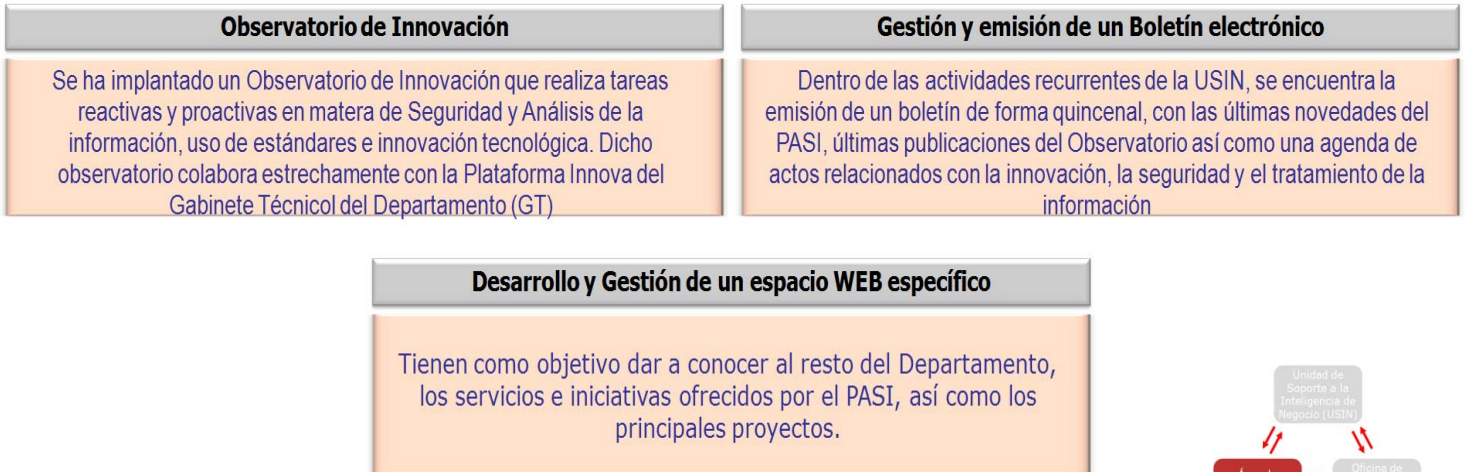 Observatorio de Innovación
Se ha implantado un Observatorio de Innovación que realiza tareas
reactivas y proactivas en matera de Seguridad y Análisis de la
información, uso de estándares e innovación tecnológica. Dicho
observatorio colabora estrechamente con la Plataforma Innova del
Gabinete Técnicol del Departamento (GT)
Gestión y emisión de un Boletín electrónico
Dentro de las actividades recurrentes de la USIN, se encuentra la
emisión de un boletín de forma quincenal, con las últimas novedades del
PASI, últimas publicaciones del Observatorio así como una agenda de
actos relacionados con la innovación, la seguridad y el tratamiento de la
información
Desarrollo y Gestión de un espacio WEB específico
Tienen como objetivo dar a conocer al resto del Departamento,
los servicios e iniciativas ofrecidos por el PASI, así como los
principales proyectos.
Unidad de
Soporte a la
Inteligencia de
Negocio (USIN)
Oficina de